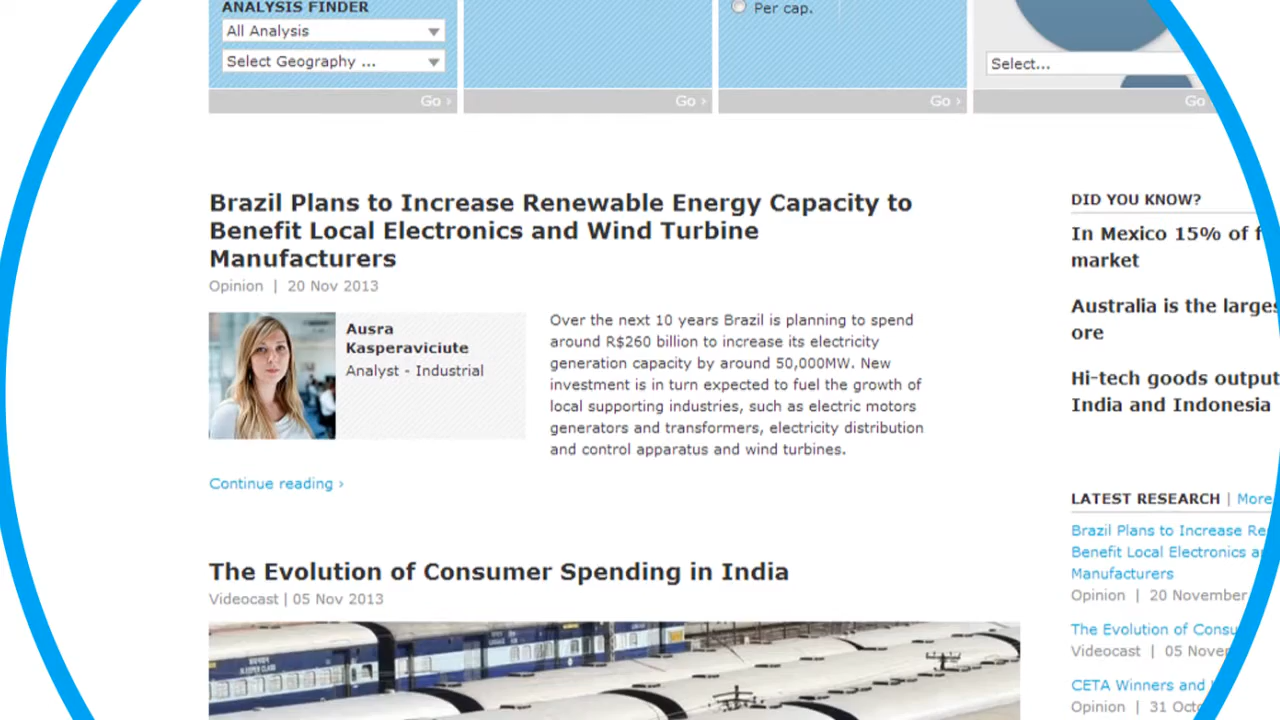 ANALYSIS FINDER
All Analysis
Select Geography ...
Go ›
Go ›
Per cap.
Go ›
Select...
Go
Brazil Plans to Increase Renewable Energy Capacity to
Benefit Local Electronics and Wind Turbine
Manufacturers
Opinion | 20 Nov 2013
Ausra
Kasperaviciute
Analyst - Industrial
Over the next 10 years Brazil is planning to spend
around R$260 billion to increase its electricity
generation capacity by around 50,000MW. New
investment is in turn expected to fuel the growth of
local supporting industries, such as electric motors
generators and transformers, electricity distribution
and control apparatus and wind turbines.
Continue reading ›
The Evolution of Consumer Spending in India
Videocast | 05 Nov 2013
SLEEPER CLASS
DID YOU KNOW?
In Mexico 15% of
market
Australia is the
ore
Hi-tech goods output
India and Indonesia
LATEST RESEARCH | More
Brazil Plans to Increase
Benefit Local Electronics
Manufacturers
Opinion | 20 November
The Evolution of
Videocast | 05
CETA Winners and
Opinion | 31